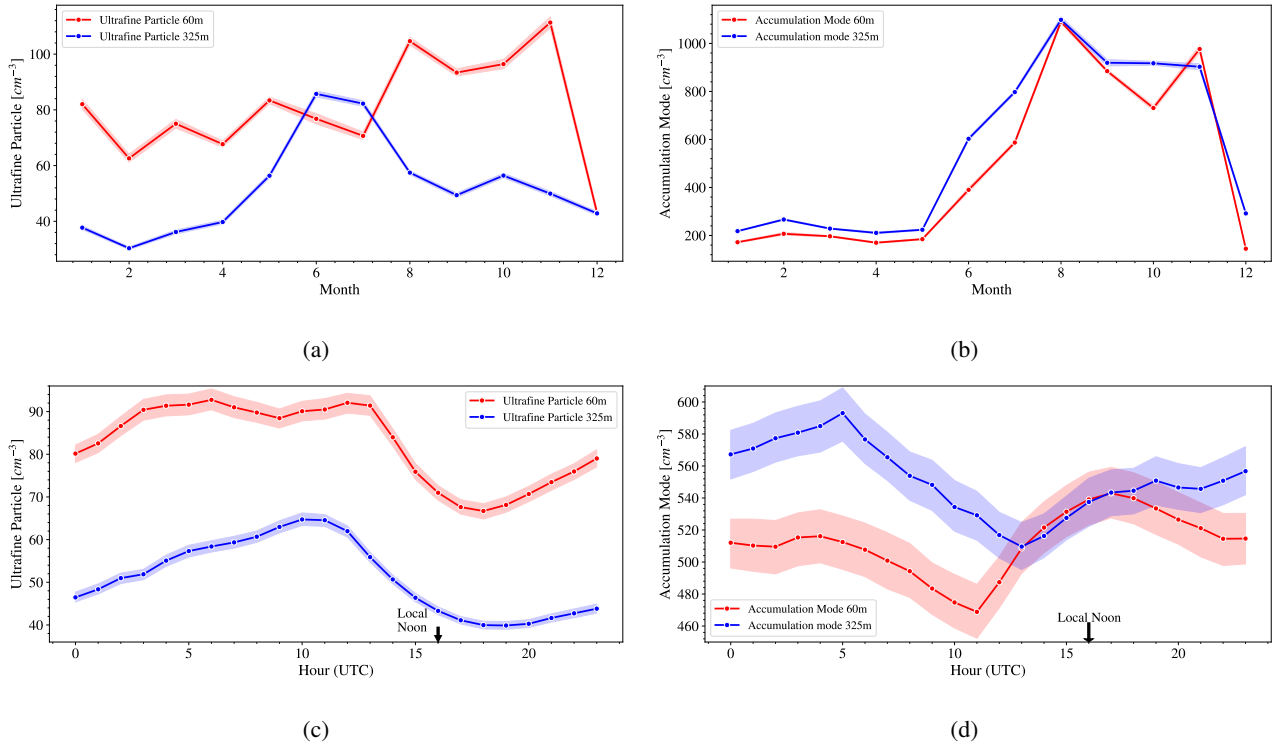 Ultrafine Particle 60m
Ultrafine Particle 325m
Ultrafine Particle [cm⁻³]
100
80
60
40
2 4 6 8 10 12
Month
(a)
Accumulation Mode 60m
Accumulation mode 325m
Accumulation Mode [cm⁻³]
1000
800
600
400
200
2 4 6 8 10 12
Month
(b)
Ultrafine Particle 60m
Ultrafine Particle 325m
Ultrafine Particle [cm⁻³]
90
80
70
60
50
40
Local
Noon
0 5 10 15 20
Hour (UTC)
(c)
Accumulation Mode [cm⁻³]
600
580
560
540
520
500
480
460
Accumulation Mode 60m
Accumulation mode 325m
Local Noon
0 5 10 15 20
Hour (UTC)
(d)